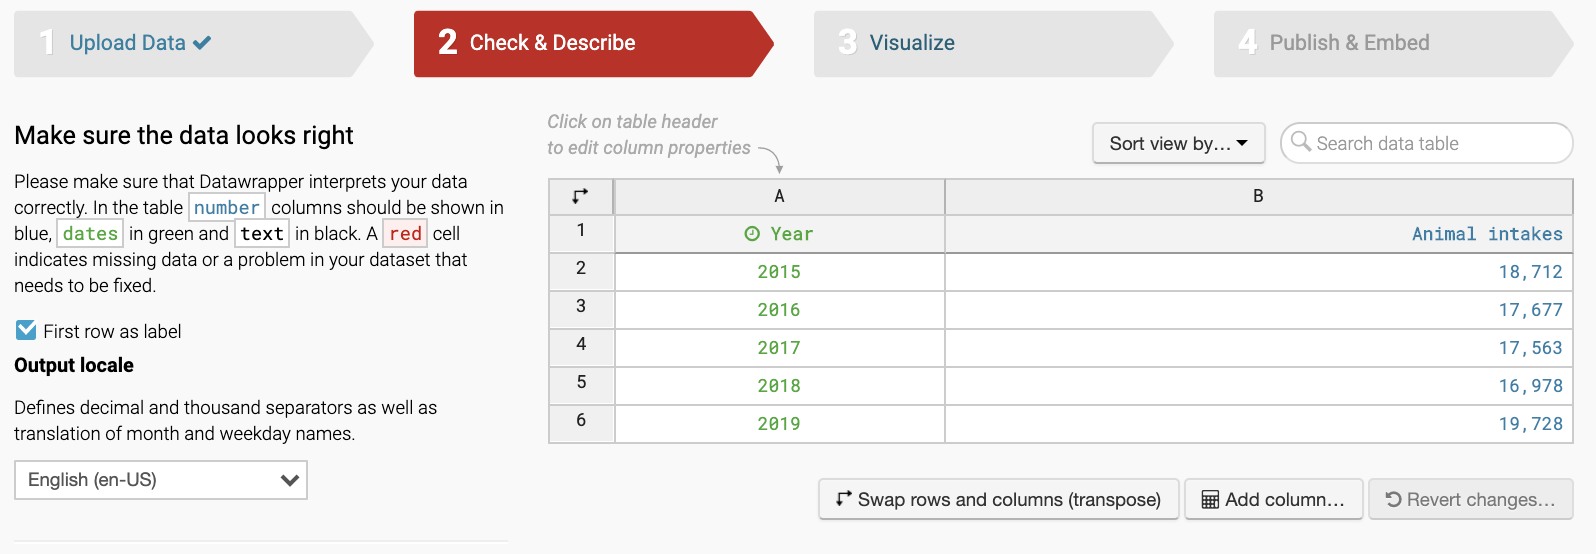 1 Upload Data
2 Check & Describe
3 Visualize
4 Publish & Embed
Make sure the data looks right
Please make sure that Datawrapper interprets your data
correctly. In the table number columns should be shown in
blue, dates in green and text in black. A red cell
indicates missing data or a problem in your dataset that
needs to be fixed.
First row as label
Output locale
Defines decimal and thousand separators as well as
translation of month and weekday names.
English (en-US)
Click on table header
to edit column properties
Sort view by...
Search data table
A B
1 Year Animal intakes
2 2015 18,712
3 2016 17,677
4 2017 17,563
5 2018 16,978
6 2019 19,728
Swap rows and columns (transpose)
Add column...
Revert changes...